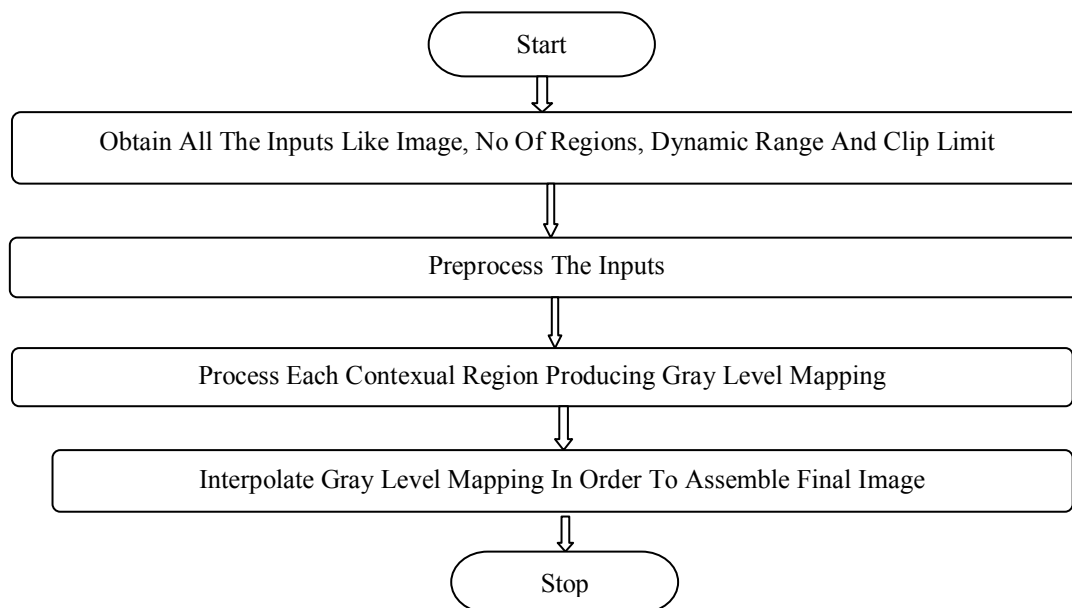 Start
Obtain All The Inputs Like Image, No Of Regions, Dynamic Range And Clip Limit
Preprocess The Inputs
Process Each Contexual Region Producing Gray Level Mapping
Interpolate Gray Level Mapping In Order To Assemble Final Image
Stop